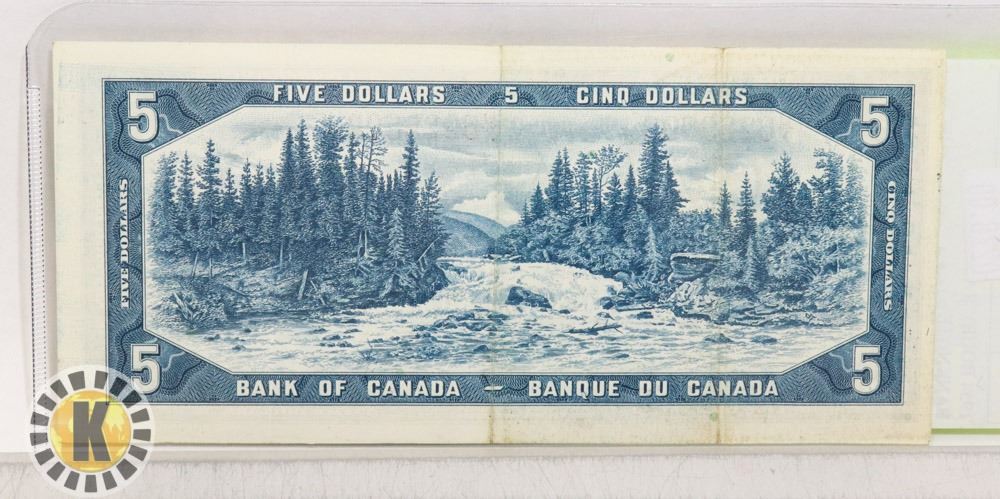 FIVE DOLLARS 5 CINQ DOLLARS
5
5
FIVE DOLLARS
CINQ DOLLARS
5
5
BANK OF CANADA — BANQUE DU CANADA
K